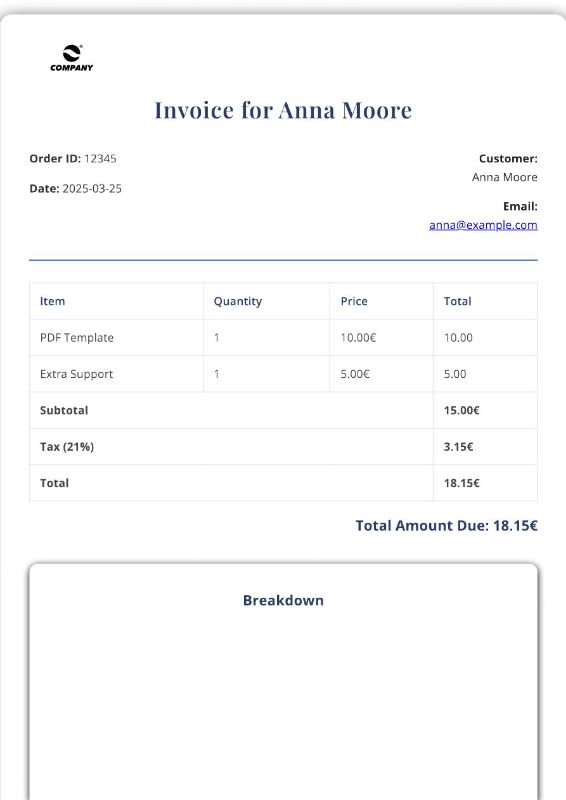 COMPANY
Invoice for Anna Moore
Order ID: 12345
Date: 2025-03-25
Customer:
Anna Moore
Email:
anna@example.com
Item Quantity Price Total
PDF Template 1 10.00€ 10.00
Extra Support 1 5.00€ 5.00
Subtotal 15.00€
Tax (21%) 3.15€
Total 18.15€
Total Amount Due: 18.15€
Breakdown